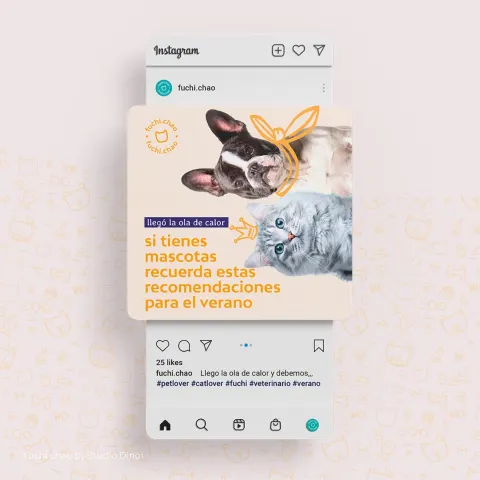 Instagram
fuchi.chao
fuchi.chao
fuchi.chao
llegó la ola de calor
si tienes
mascotas
recuerda estas
recomendaciones
para el verano
25 likes
fuchi.chao Llego la ola de calor y debemos,,,
#petlover #catlover #fuchi #veterinario #verano